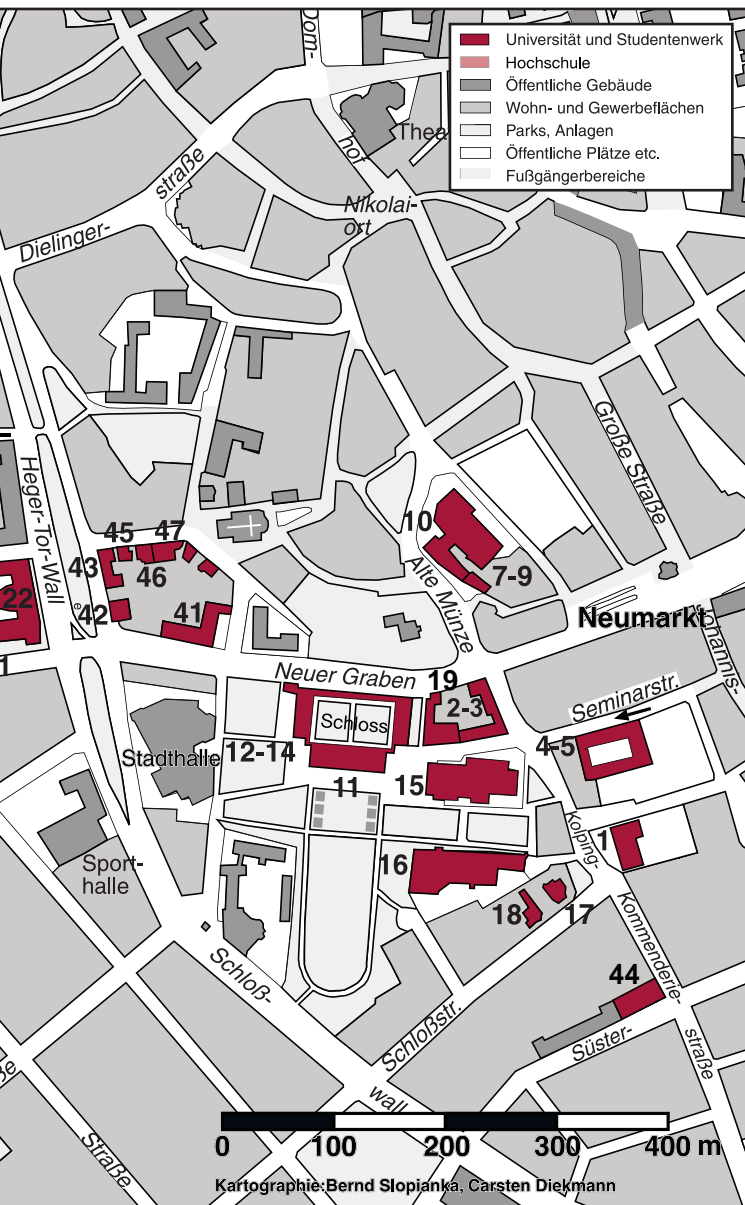 Dom-
hof
Universität und Studentenwerk
Hochschule
Öffentliche Gebäude
Wohn- und Gewerbeflächen
Parks, Anlagen
Öffentliche Plätze etc.
Fußgängerbereiche
Thea
straße
Dielinger-
Nikolai-
ort
Große Straße
Heger-Tor-Wall
10
45
47
43
46
7-9
22
e
42
41
Alte Münze
Neumarkt
Johannis-
1
Neuer Graben
19
2-3
Seminarstr.
Schloss
Stadthalle
12-14
4-5
11
15
Kolping-
1
Sport-
halle
16
18
17
Kommenderie-
straße
44
Schloß-
wall
Schloßstr.
Süster-
ße
Straße
0 100 200 300 400 m
Kartographie:Bernd Slopianka, Carsten Diekmann